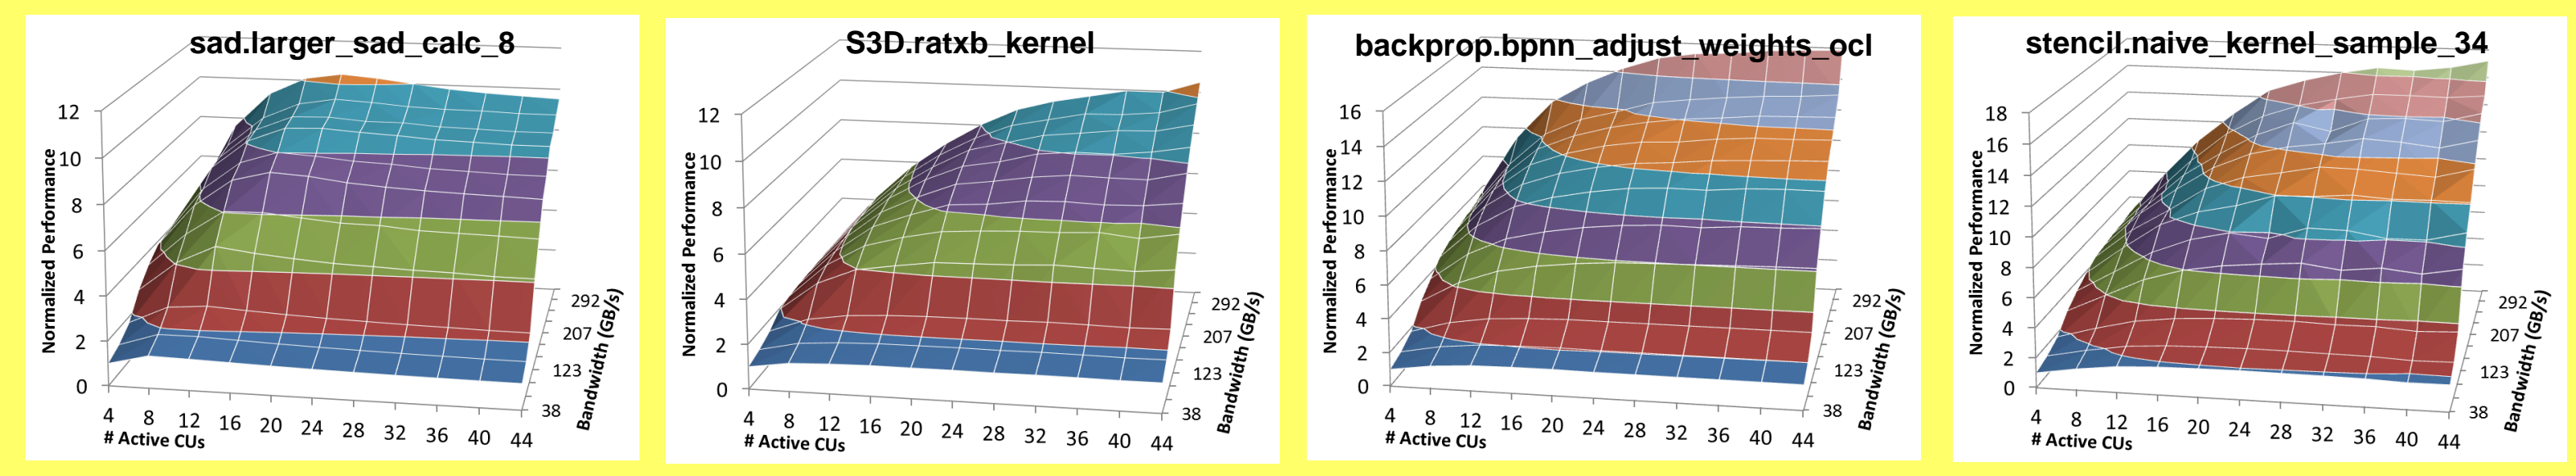 sad.larger_sad_calc_8
Normalized Performance
12
10
8
6
4
2
0
4 8 12 16 20 24 28 32 36 40 44
# Active CUs
292
207
123
38
Bandwidth (GB/s)
S3D.ratxb_kernel
Normalized Performance
12
10
8
6
4
2
0
4 8 12 16 20 24 28 32 36 40 44
# Active CUs
292
207
123
38
Bandwidth (GB/s)
backprop.bpnn_adjust_weights_ocl
Normalized Performance
16
14
12
10
8
6
4
2
0
4 8 12 16 20 24 28 32 36 40 44
# Active CUs
292
207
123
38
Bandwidth (GB/s)
stencil.naive_kernel_sample_34
Normalized Performance
18
16
14
12
10
8
6
4
2
0
4 8 12 16 20 24 28 32 36 40 44
# Active CUs
292
207
123
38
Bandwidth (GB/s)